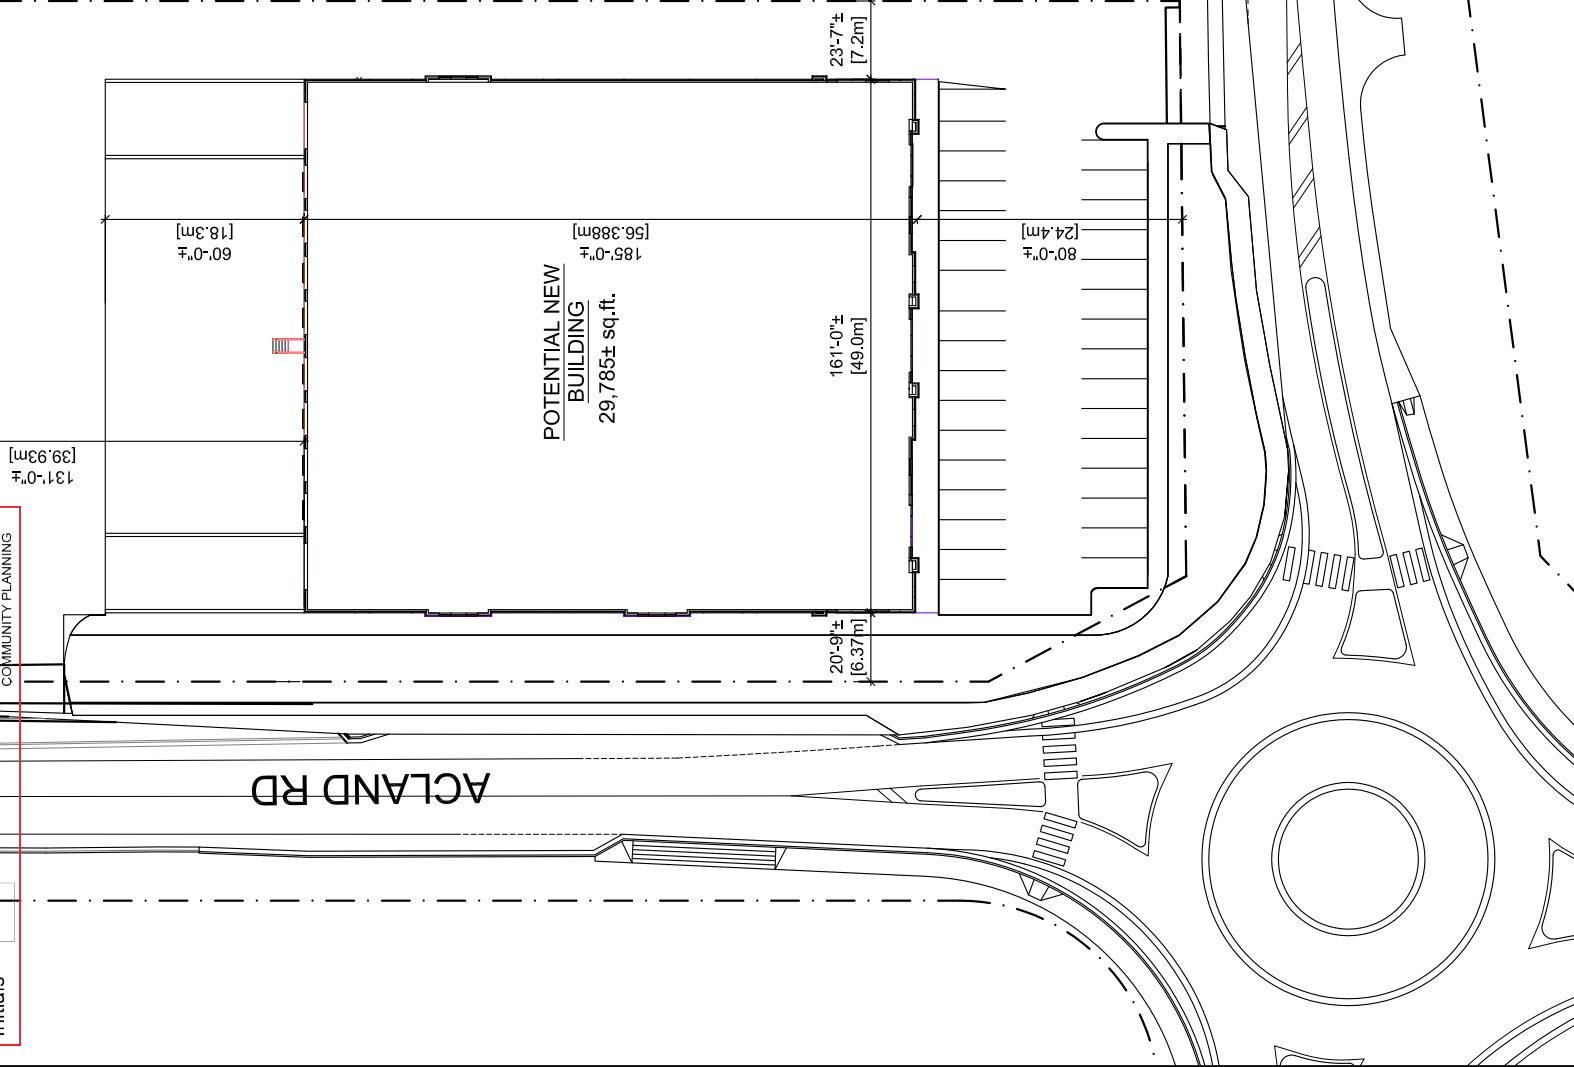 23'-7"±
[7.2m]
60'-0"±
[18.3m]
185'-0"±
[56.388m]
80'-0"±
[24.4m]
POTENTIAL NEW
BUILDING
29,785± sq.ft.
161'-0"±
[49.0m]
131'-0"±
[39.93m]
COMMUNITY PLANNING
20'-9"±
[6.37m]
ACLAND RD